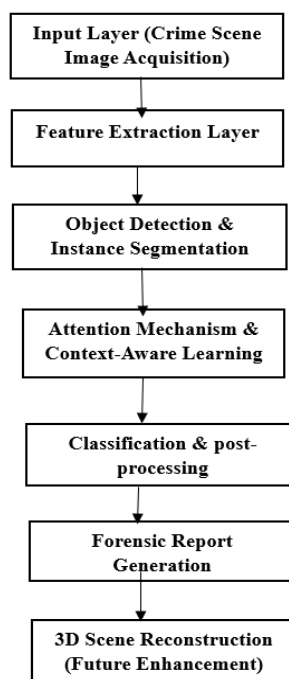 Input Layer (Crime Scene
Image Acquisition)
Feature Extraction Layer
Object Detection &
Instance Segmentation
Attention Mechanism &
Context-Aware Learning
Classification & post-
processing
Forensic Report
Generation
3D Scene Reconstruction
(Future Enhancement)